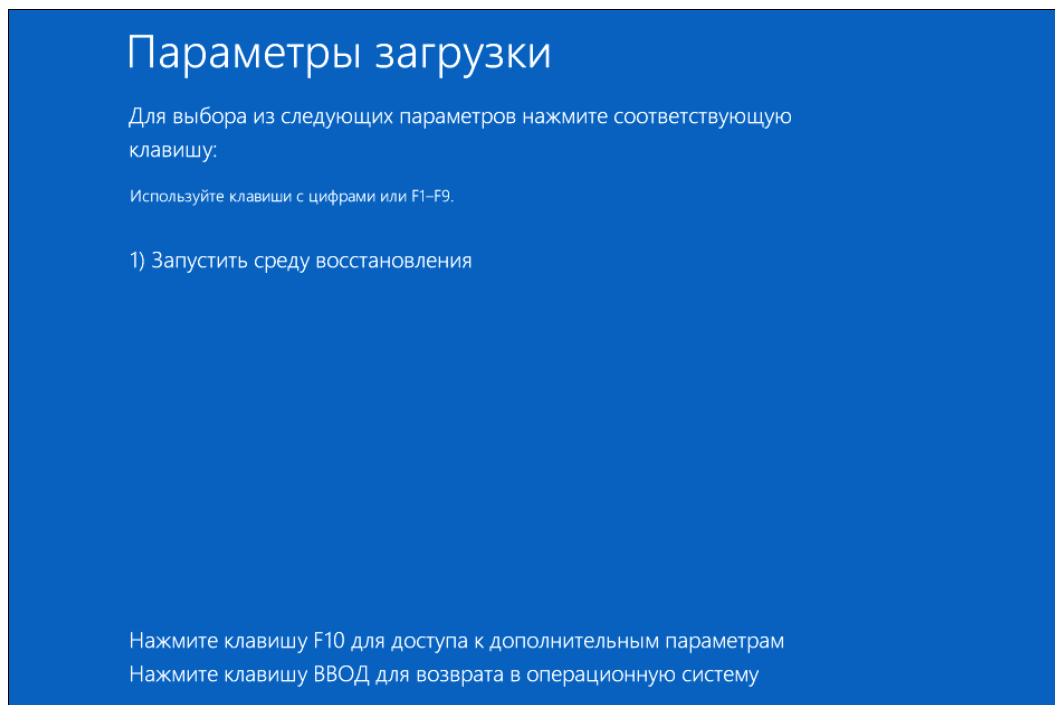 Параметры загрузки
Для выбора из следующих параметров нажмите соответствующую
клавишу:
Используйте клавиши с цифрами или F1–F9.
1) Запустить среду восстановления
Нажмите клавишу F10 для доступа к дополнительным параметрам
Нажмите клавишу ВВОД для возврата в операционную систему